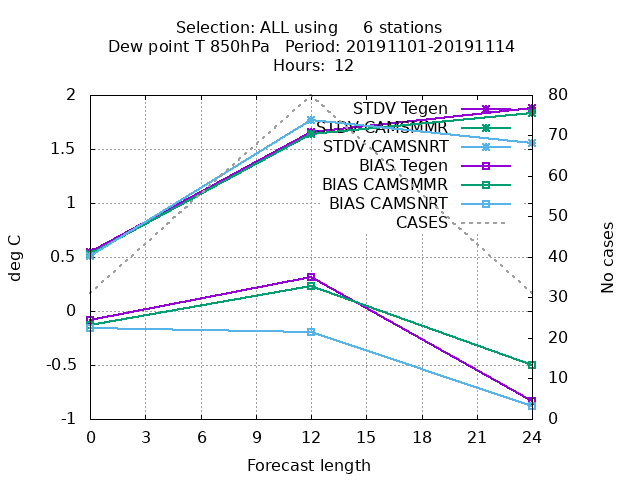 Selection: ALL using 6 stations
Dew point T 850hPa Period: 20191101-20191114
Hours: 12
2
1.5
1
0.5
0
-0.5
-1
deg C
80
70
60
50
40
30
20
10
0
No cases
STDV Tegen
STDV CAMSMMR
STDV CAMSNRT
BIAS Tegen
BIAS CAMSMMR
BIAS CAMSNRT
CASES
0 3 6 9 12 15 18 21 24
Forecast length